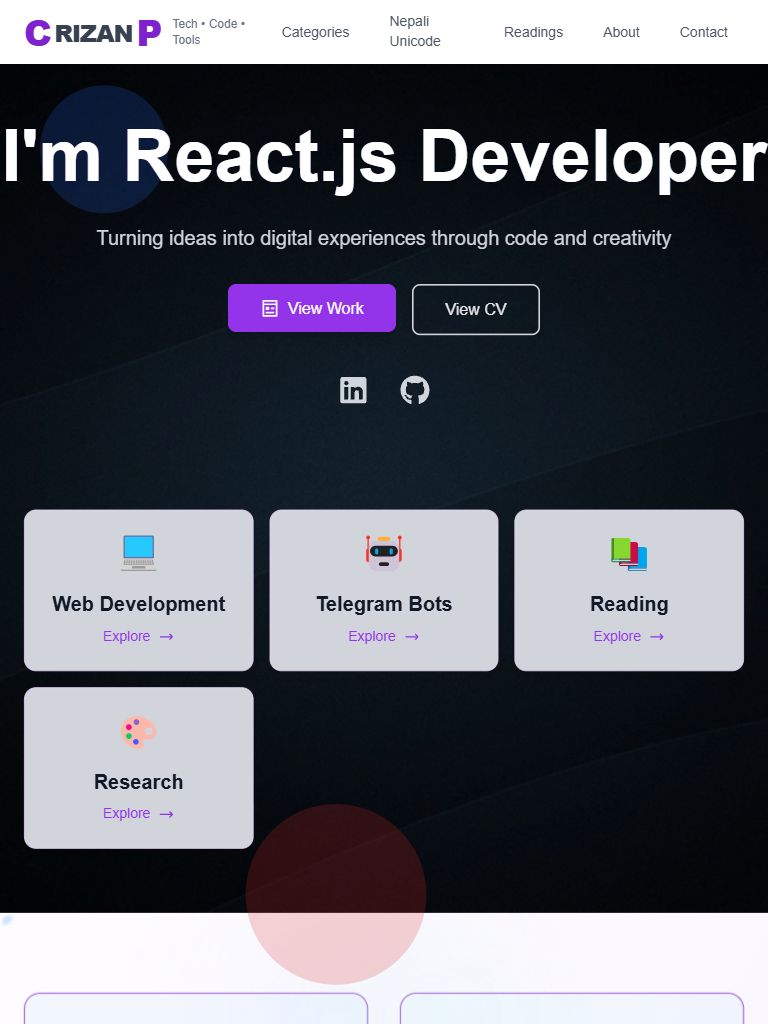 CRIZAN P
Tech • Code •
Tools
Categories
Nepali
Unicode
Readings
About
Contact
I'm React.js Developer
Turning ideas into digital experiences through code and creativity
View Work
View CV
in
Web Development
Explore →
Telegram Bots
Explore →
Reading
Explore →
Research
Explore →